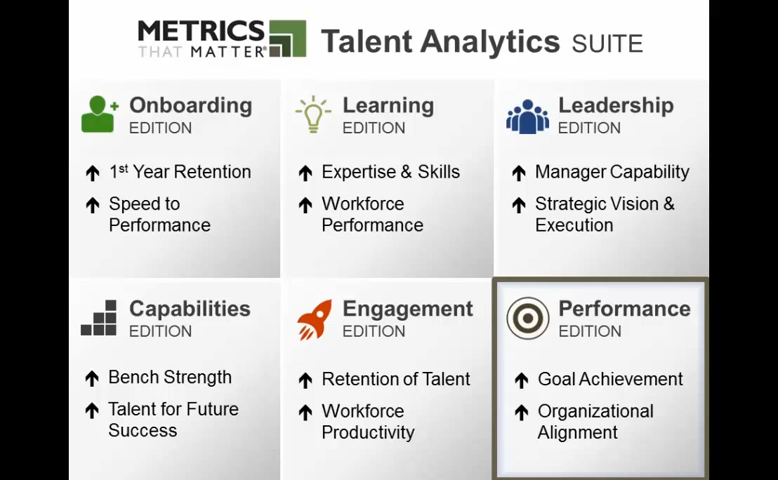 METRICS
THAT MATTER®
Talent Analytics SUITE
Onboarding
EDITION
1st Year Retention
Speed to
Performance
Learning
EDITION
Expertise & Skills
Workforce
Performance
Leadership
EDITION
Manager Capability
Strategic Vision &
Execution
Capabilities
EDITION
Bench Strength
Talent for Future
Success
Engagement
EDITION
Retention of Talent
Workforce
Productivity
Performance
EDITION
Goal Achievement
Organizational
Alignment